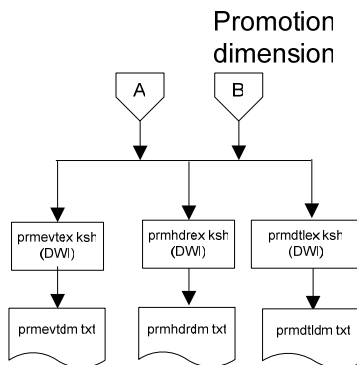 Promotion
dimension
A
B
prmevtex ksh
(DWI)
prmhdrex ksh
(DWI)
prmdtlex ksh
(DWI)
prmevtdm txt
prmhdrdm txt
prmdtldm txt